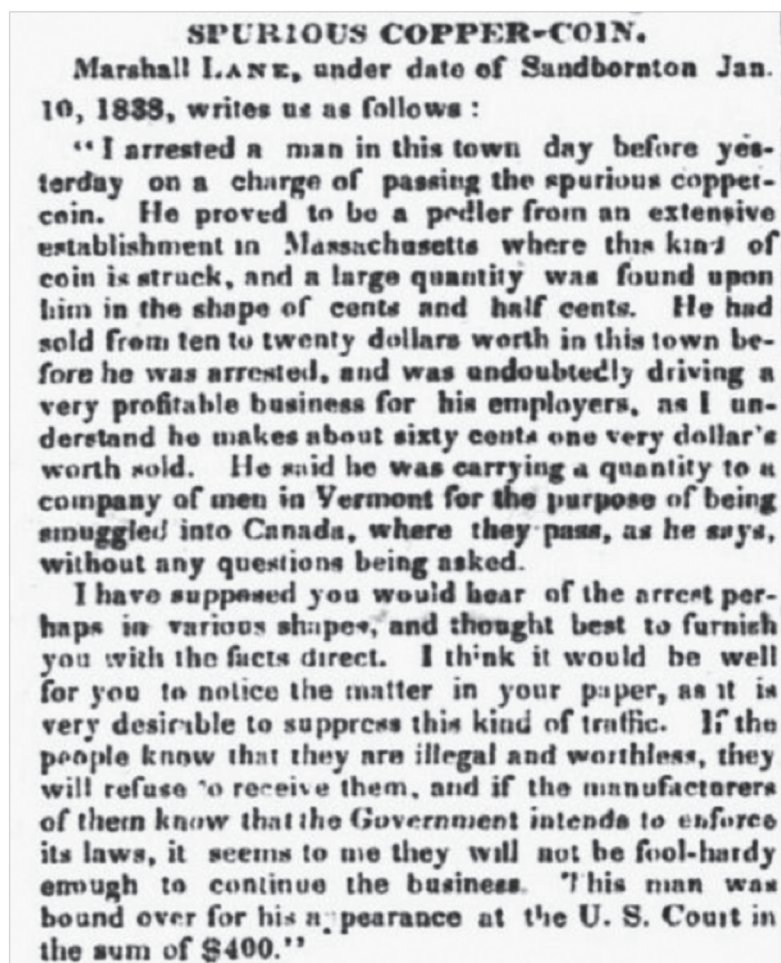 SPURIOUS COPPER-COIN.
Marshall LANE, under date of Sandbornton Jan.
10, 1838, writes us as follows :
"I arrested a man in this town day before yes-
terday on a charge of passing the spurious copper-
coin. He proved to be a pedler from an extensive
establishment in Massachusetts where this kind of
coin is struck, and a large quantity was found upon
him in the shape of cents and half cents. He had
sold from ten to twenty dollars worth in this town be-
fore he was arrested, and was undoubtedly driving a
very profitable business for his employers, as I un-
derstand he makes about sixty cents one very dollar's
worth sold. He said he was carrying a quantity to a
company of men in Vermont for the purpose of being
smuggled into Canada, where they pass, as he says,
without any questions being asked.
I have supposed you would hear of the arrest per-
haps in various shapes, and thought best to furnish
you with the facts direct. I think it would be well
for you to notice the matter in your paper, as it is
very desirable to suppress this kind of traffic. If the
people know that they are illegal and worthless, they
will refuse to receive them, and if the manufacturers
of them know that the Government intends to enforce
its laws, it seems to me they will not be fool-hardy
enough to continue the business. This man was
bound over for his appearance at the U. S. Court in
the sum of $400."